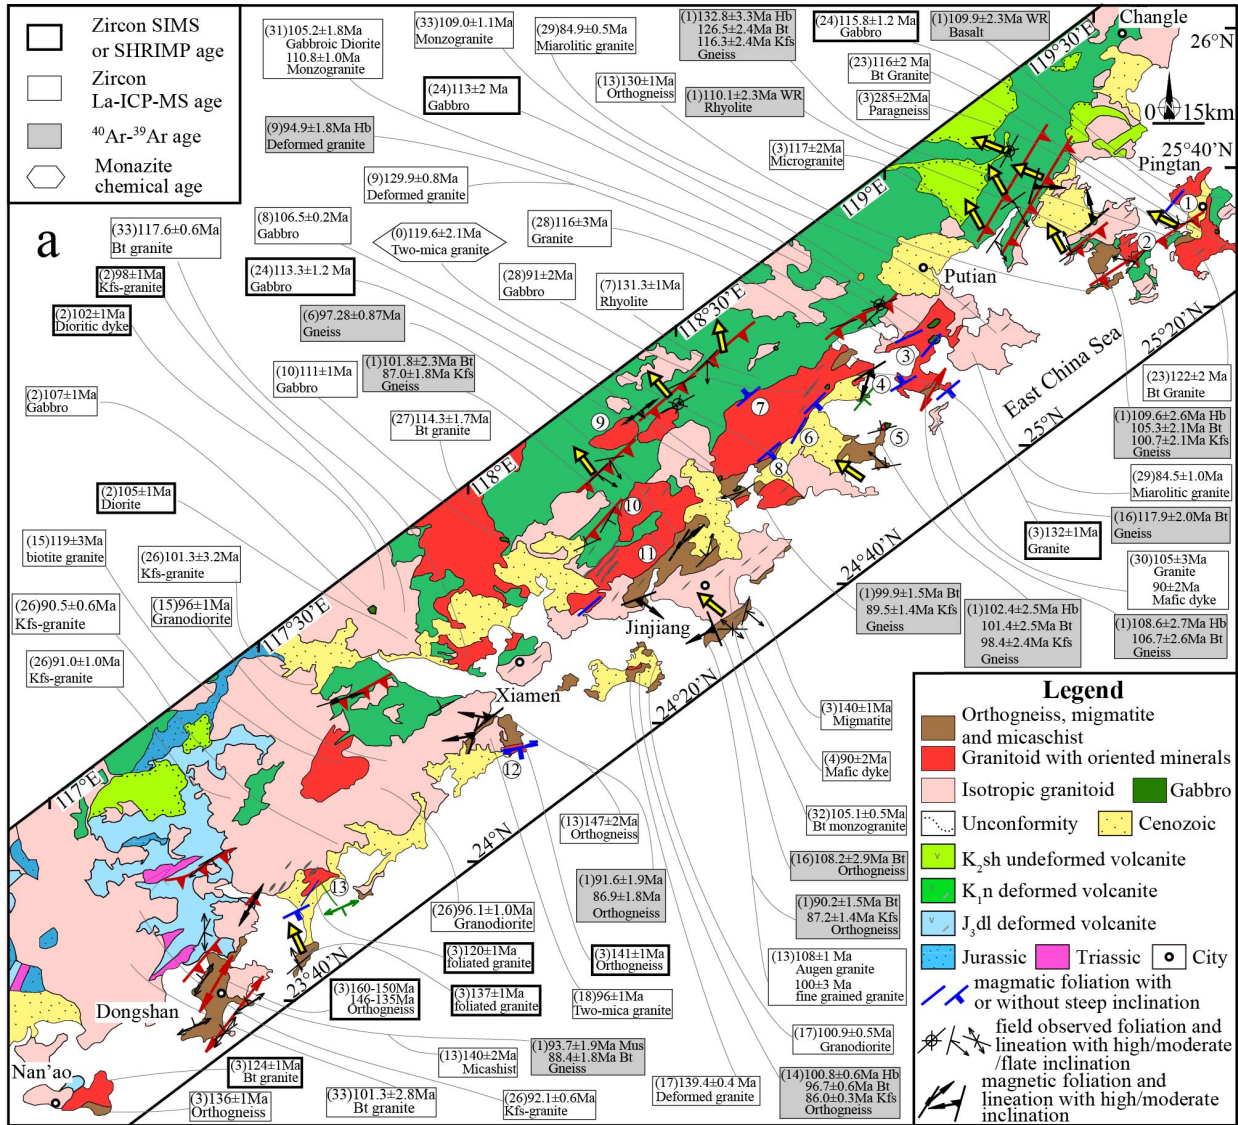 Zircon SIMS
or SHRIMP age
Zircon
La-ICP-MS age
40Ar-39Ar age
Monazite
chemical age
a
(31)105.2±1.8Ma
Gabbroic Diorite
110.8±1.0Ma
Monzogranite
(33)109.0±1.1Ma
Monzogranite
(29)84.9±0.5Ma
Miarolitic granite
(1)132.8±3.3Ma Hb
126.5±2.4Ma Bt
116.3±2.4Ma Kfs
Gneiss
(24)115.8±1.2 Ma
Gabbro
(1)109.9±2.3Ma WR
Basalt
Changle
119°30’E
26°N
(24)113±2 Ma
Gabbro
(13)130±1Ma
Orthogneiss
(1)110.1±2.3Ma WR
Rhyolite
(23)116±2 Ma
Bt Granite
(3)285±2Ma
Paragneiss
N
0 15km
(9)94.9±1.8Ma Hb
Deformed granite
(3)117±2Ma
Microgranite
25°40’N
Pingtan
(9)129.9±0.8Ma
Deformed granite
119°E
(33)117.6±0.6Ma
Bt granite
(8)106.5±0.2Ma
Gabbro
(0)119.6±2.1Ma
Two-mica granite
(28)116±3Ma
Granite
(2)98±1Ma
Kfs-granite
(24)113.3±1.2 Ma
Gabbro
(28)91±2Ma
Gabbro
(7)131.3±1Ma
Rhyolite
118°30’E
Putian
(2)102±1Ma
Dioritic dyke
(6)97.28±0.87Ma
Gneiss
25°20’N
East China Sea
(10)111±1Ma
Gabbro
(1)101.8±2.3Ma Bt
87.0±1.8Ma Kfs
Gneiss
(23)122±2 Ma
Bt Granite
(2)107±1Ma
Gabbro
(27)114.3±1.7Ma
Bt granite
(1)109.6±2.6Ma Hb
105.3±2.1Ma Bt
100.7±2.1Ma Kfs
Gneiss
25°N
118°E
①
②
③
④
⑤
⑥
⑦
⑧
⑨
⑩
⑪
⑫
⑬
(2)105±1Ma
Diorite
(29)84.5±1.0Ma
Miarolitic granite
(16)117.9±2.0Ma Bt
Gneiss
(3)132±1Ma
Granite
(15)119±3Ma
biotite granite
(26)101.3±3.2Ma
Kfs-granite
24°40’N
(30)105±3Ma
Granite
90±2Ma
Mafic dyke
(26)90.5±0.6Ma
Kfs-granite
(15)96±1Ma
Granodiorite
117°30’E
(1)99.9±1.5Ma Bt
89.5±1.4Ma Kfs
Gneiss
(1)102.4±2.5Ma Hb
101.4±2.5Ma Bt
98.4±2.4Ma Kfs
Gneiss
(1)108.6±2.7Ma Hb
106.7±2.6Ma Bt
Gneiss
Jinjiang
(26)91.0±1.0Ma
Kfs-granite
Xiamen
24°20’N
(3)140±1Ma
Migmatite
117°E
(4)90±2Ma
Mafic dyke
24°N
(13)147±2Ma
Orthogneiss
(32)105.1±0.5Ma
Bt monzogranite
(16)108.2±2.9Ma Bt
Orthogneiss
(1)91.6±1.9Ma
86.9±1.8Ma
Orthogneiss
(1)90.2±1.5Ma Bt
87.2±1.4Ma Kfs
Orthogneiss
(26)96.1±1.0Ma
Granodiorite
(3)120±1Ma
foliated granite
(3)141±1Ma
Orthogneiss
(13)108±1 Ma
Augen granite
100±3 Ma
fine grained granite
23°40’N
(3)160-150Ma
146-135Ma
Orthogneiss
(3)137±1Ma
foliated granite
(18)96±1Ma
Two-mica granite
Dongshan
(17)100.9±0.5Ma
Granodiorite
(13)140±2Ma
Micashist
(1)93.7±1.9Ma Mus
88.4±1.8Ma Bt
Gneiss
Nan’ao
(3)124±1Ma
Bt granite
(3)136±1Ma
Orthogneiss
(33)101.3±2.8Ma
Bt granite
(26)92.1±0.6Ma
Kfs-granite
(17)139.4±0.4 Ma
Deformed granite
(14)100.8±0.6Ma Hb
96.7±0.6Ma Bt
86.0±0.3Ma Kfs
Orthogneiss
Legend
Orthogneiss, migmatite
and micaschist
Granitoid with oriented minerals
Isotropic granitoid
Gabbro
Unconformity
Cenozoic
K2sh undeformed volcanite
K1n deformed volcanite
J3dl deformed volcanite
Jurassic
Triassic
City
magmatic foliation with
or without steep inclination
field observed foliation and
lineation with high/moderate
/flate inclination
magnetic foliation and
lineation with high/moderate
inclination